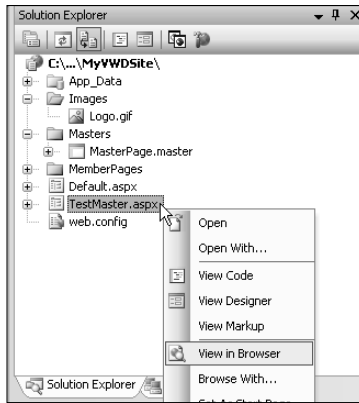 Solution Explorer
C:\...\MyVWDSite\
App_Data
Images
Logo.gif
Masters
MasterPage.master
MemberPages
Default.aspx
TestMaster.aspx
web.config
Open
Open With...
View Code
View Designer
View Markup
View in Browser
Browse With...
Solution Explorer